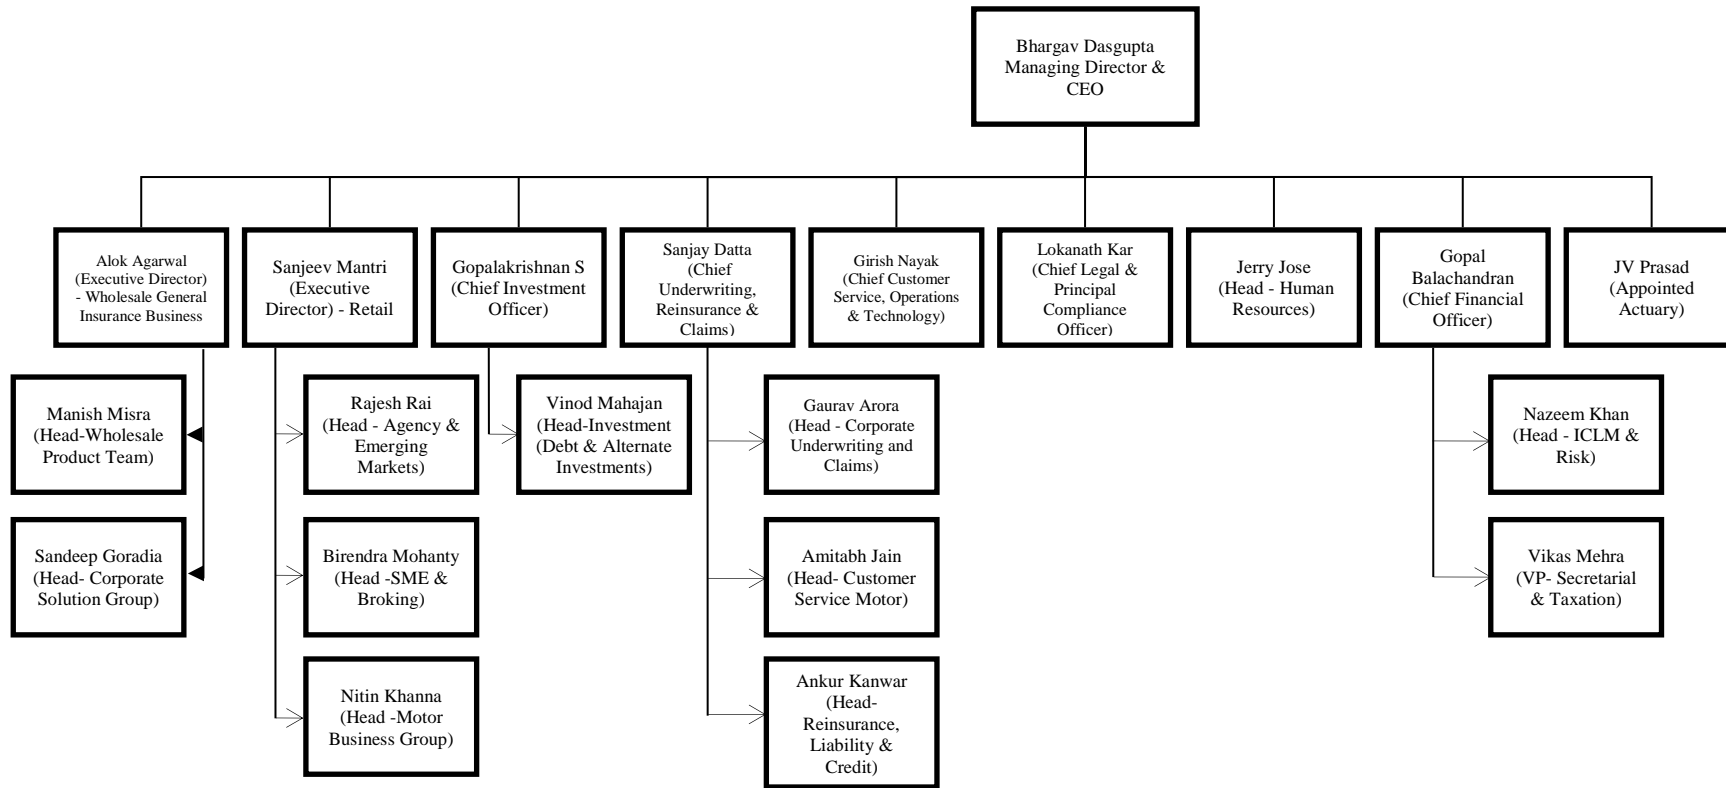 Bhargav Dasgupta
Managing Director &
CEO
Alok Agarwal
(Executive Director)
- Wholesale General
Insurance Business
Sanjeev Mantri
(Executive
Director) - Retail
Gopalakrishnan S
(Chief Investment
Officer)
Sanjay Datta
(Chief
Underwriting,
Reinsurance &
Claims)
Girish Nayak
(Chief Customer
Service, Operations
& Technology)
Lokanath Kar
(Chief Legal &
Principal
Compliance
Officer)
Jerry Jose
(Head - Human
Resources)
Gopal
Balachandran
(Chief Financial
Officer)
JV Prasad
(Appointed
Actuary)
Manish Misra
(Head-Wholesale
Product Team)
Rajesh Rai
(Head - Agency &
Emerging
Markets)
Vinod Mahajan
(Head-Investment
(Debt & Alternate
Investments)
Gaurav Arora
(Head - Corporate
Underwriting and
Claims)
Nazeem Khan
(Head - ICLM &
Risk)
Sandeep Goradia
(Head- Corporate
Solution Group)
Birendra Mohanty
(Head -SME &
Broking)
Amitabh Jain
(Head- Customer
Service Motor)
Vikas Mehra
(VP- Secretarial
& Taxation)
Nitin Khanna
(Head -Motor
Business Group)
Ankur Kanwar
(Head-
Reinsurance,
Liability &
Credit)